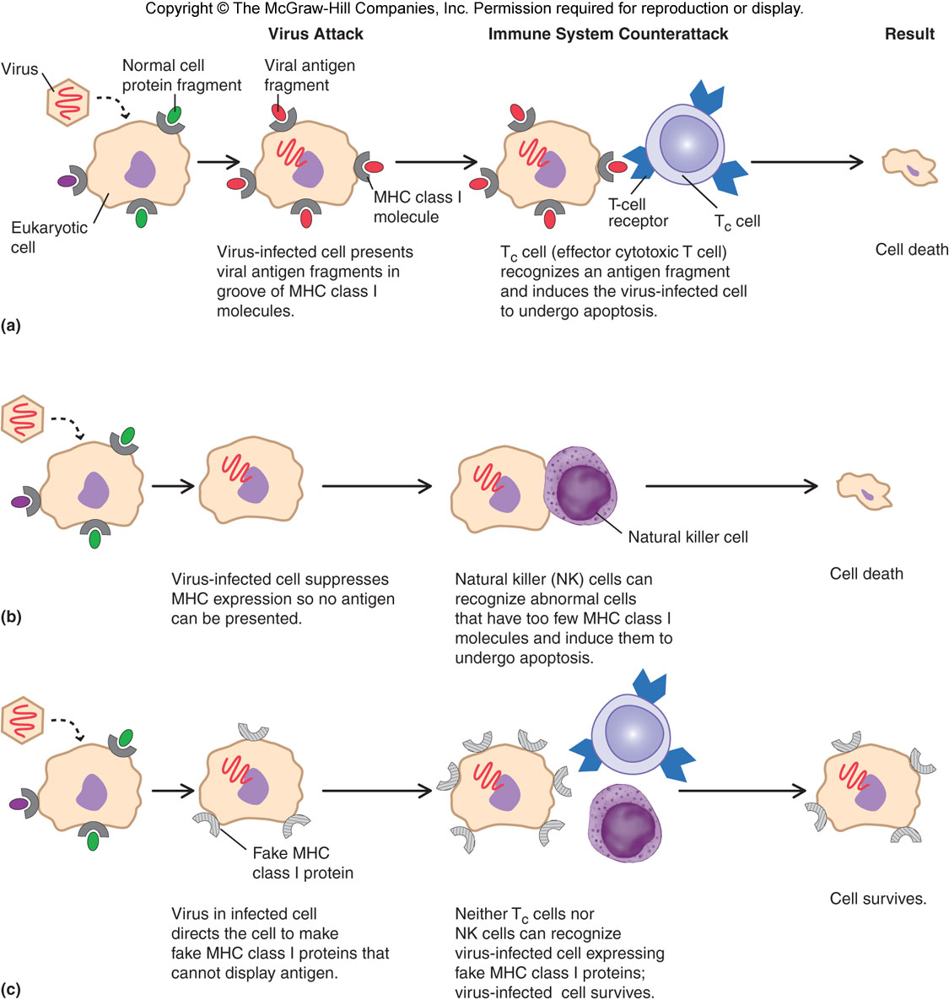 Copyright © The McGraw-Hill Companies, Inc. Permission required for reproduction or display.
Virus Attack
Immune System Counterattack
Result
Virus
Normal cell
protein fragment
Viral antigen
fragment
MHC class I
molecule
T-cell
receptor
Tc cell
Eukaryotic
cell
Virus-infected cell presents
viral antigen fragments in
groove of MHC class I
molecules.
Tc cell (effector cytotoxic T cell)
recognizes an antigen fragment
and induces the virus-infected cell
to undergo apoptosis.
Cell death
(a)
Natural killer cell
Virus-infected cell suppresses
MHC expression so no antigen
can be presented.
Natural killer (NK) cells can
recognize abnormal cells
that have too few MHC class I
molecules and induce them to
undergo apoptosis.
Cell death
(b)
Fake MHC
class I protein
Virus in infected cell
directs the cell to make
fake MHC class I proteins that
cannot display antigen.
Neither Tc cells nor
NK cells can recognize
virus-infected cell expressing
fake MHC class I proteins;
virus-infected cell survives.
Cell survives.
(c)